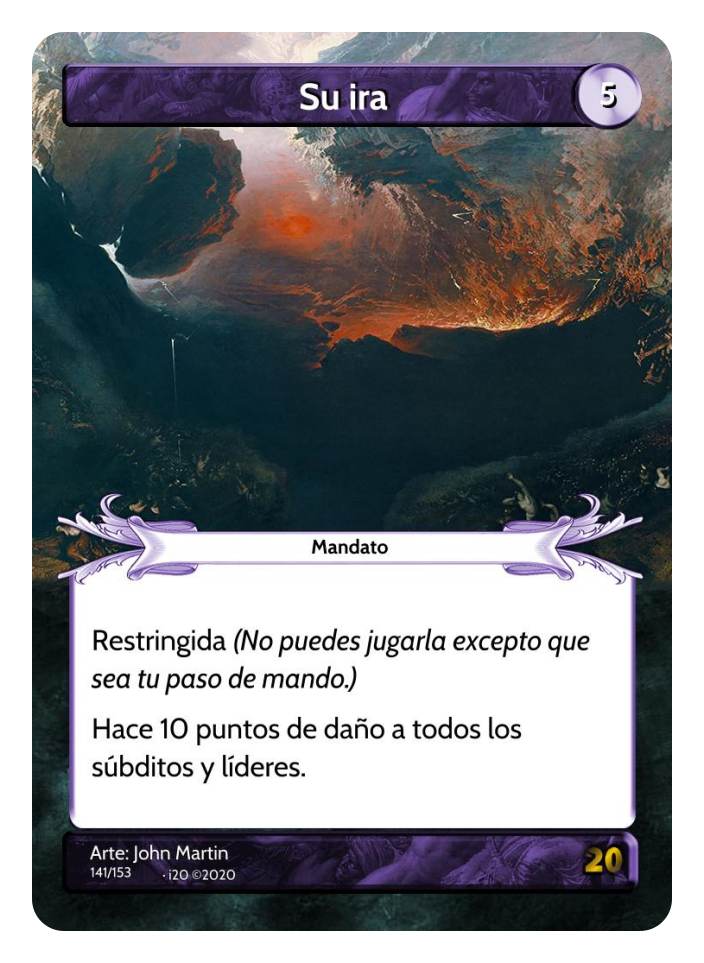 Su ira
5
Mandato
Restringida (No puedes jugarla excepto que
sea tu paso de mando.)
Hace 10 puntos de daño a todos los
súbditos y líderes.
Arte: John Martin
141/153 · i20 ©2020
20